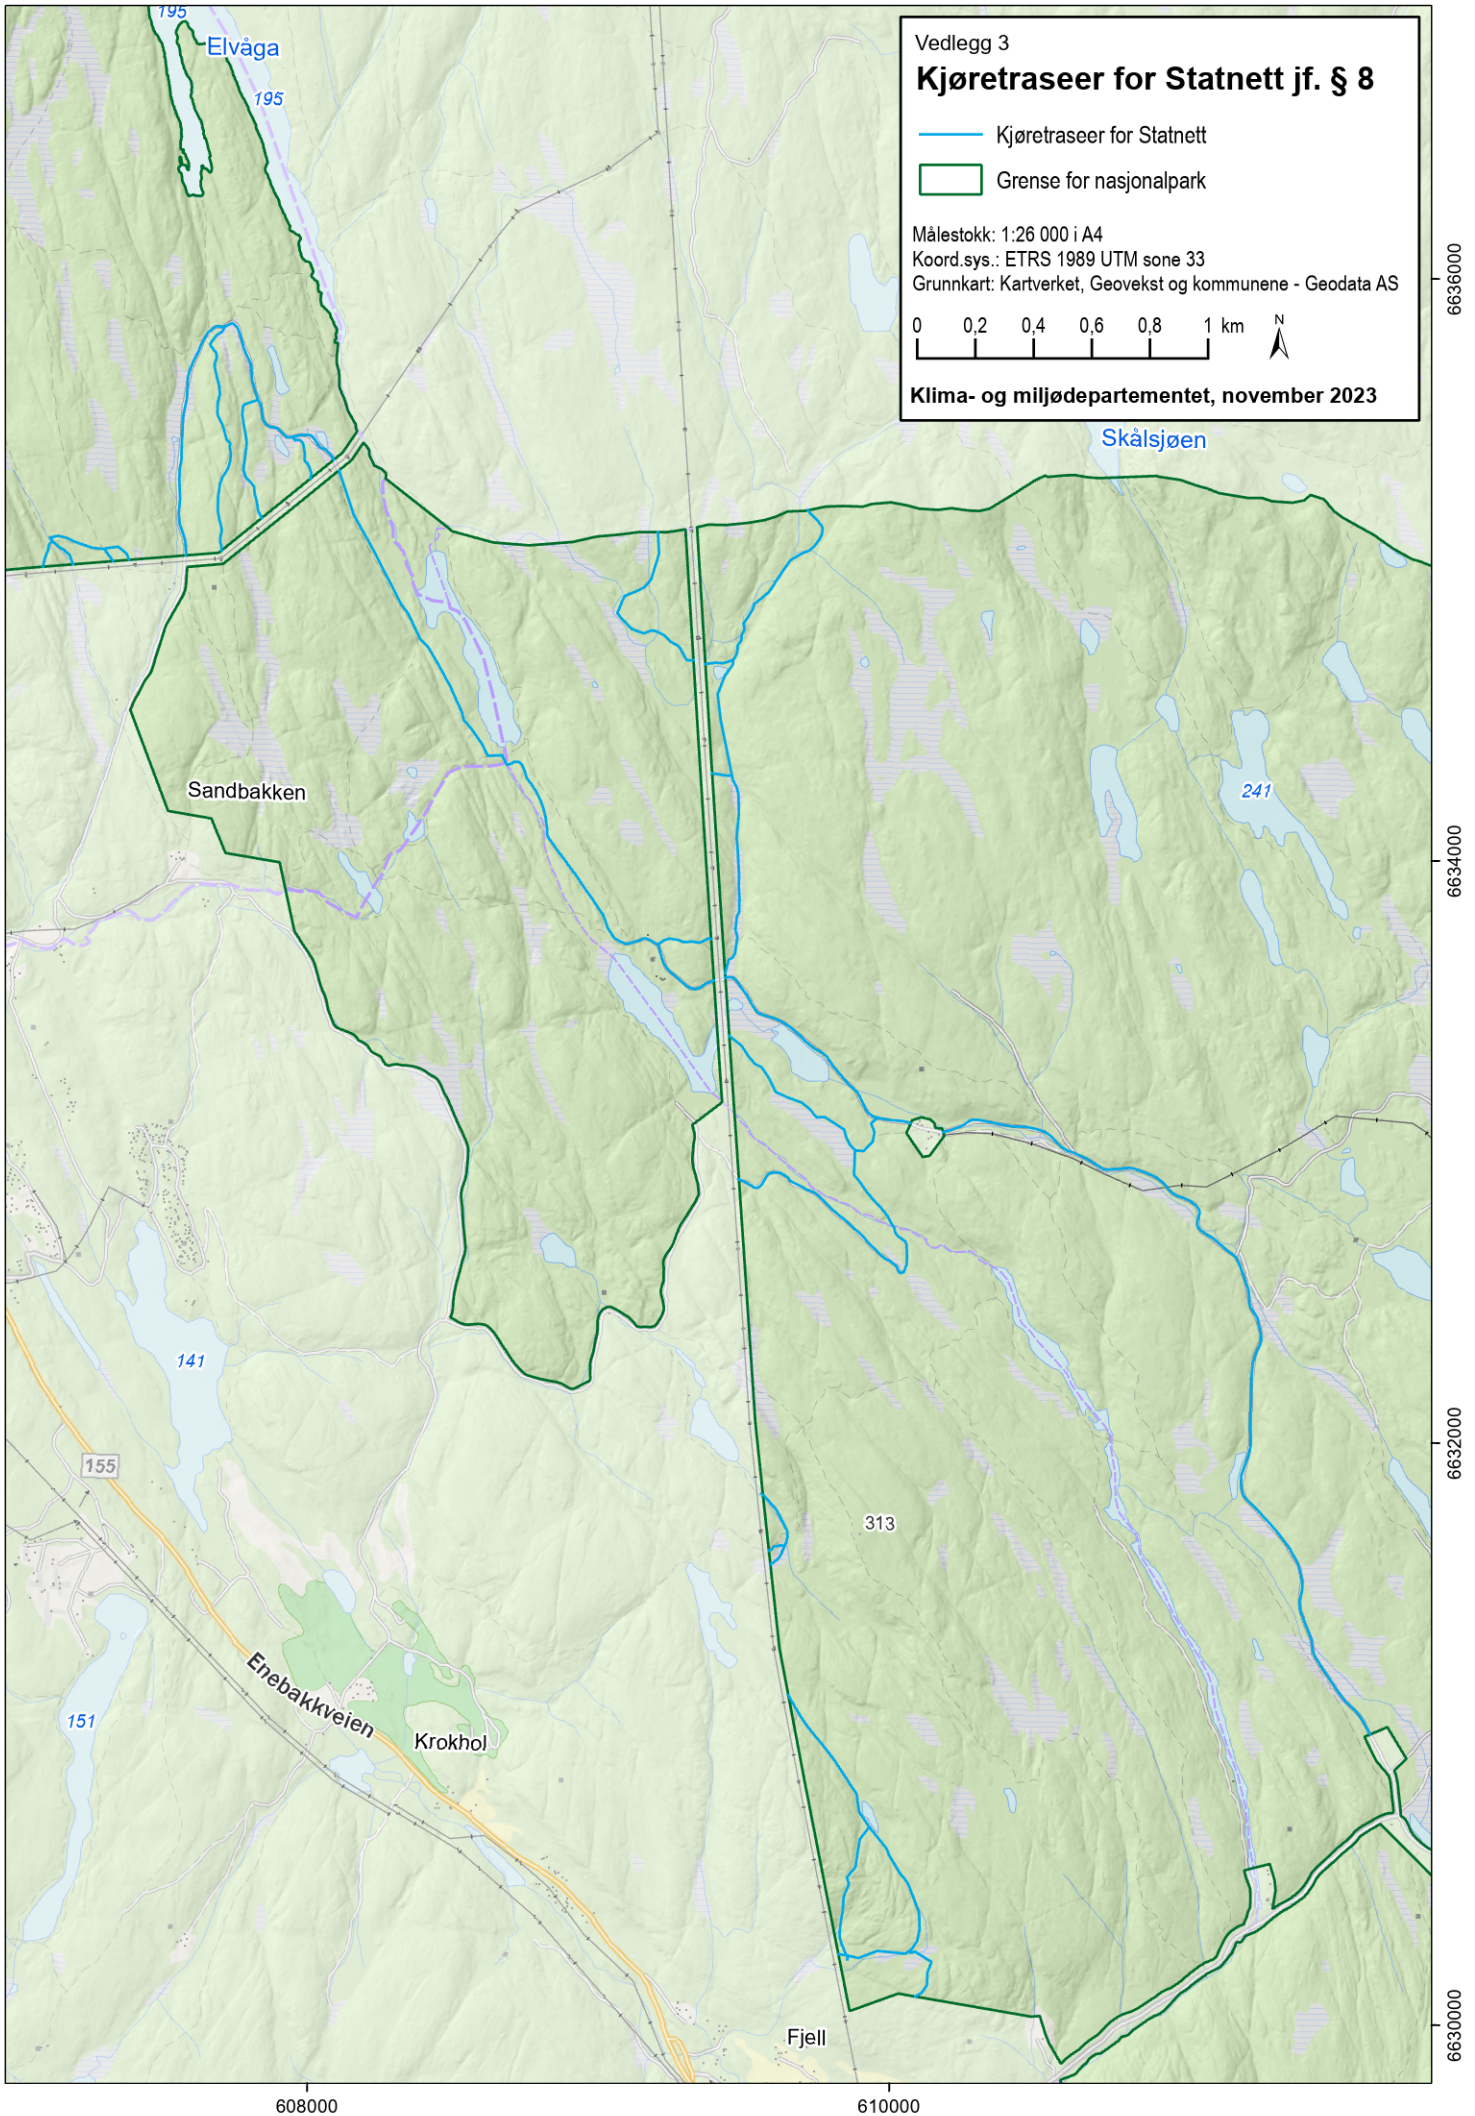 Vedlegg 3
Kjøretraseer for Statnett jf. § 8
Kjøretraseer for Statnett
Grense for nasjonalpark
Målestokk: 1:26 000 i A4
Koord.sys.: ETRS 1989 UTM sone 33
Grunnkart: Kartverket, Geovekst og kommunene - Geodata AS
0 0,2 0,4 0,6 0,8 1 km
N
Klima- og miljødepartementet, november 2023
195
Elvåga
195
Skålsjøen
6636000
Sandbakken
241
6634000
141
155
6632000
313
Enebakkveien
151
Krokhol
Fjell
6630000
608000
610000